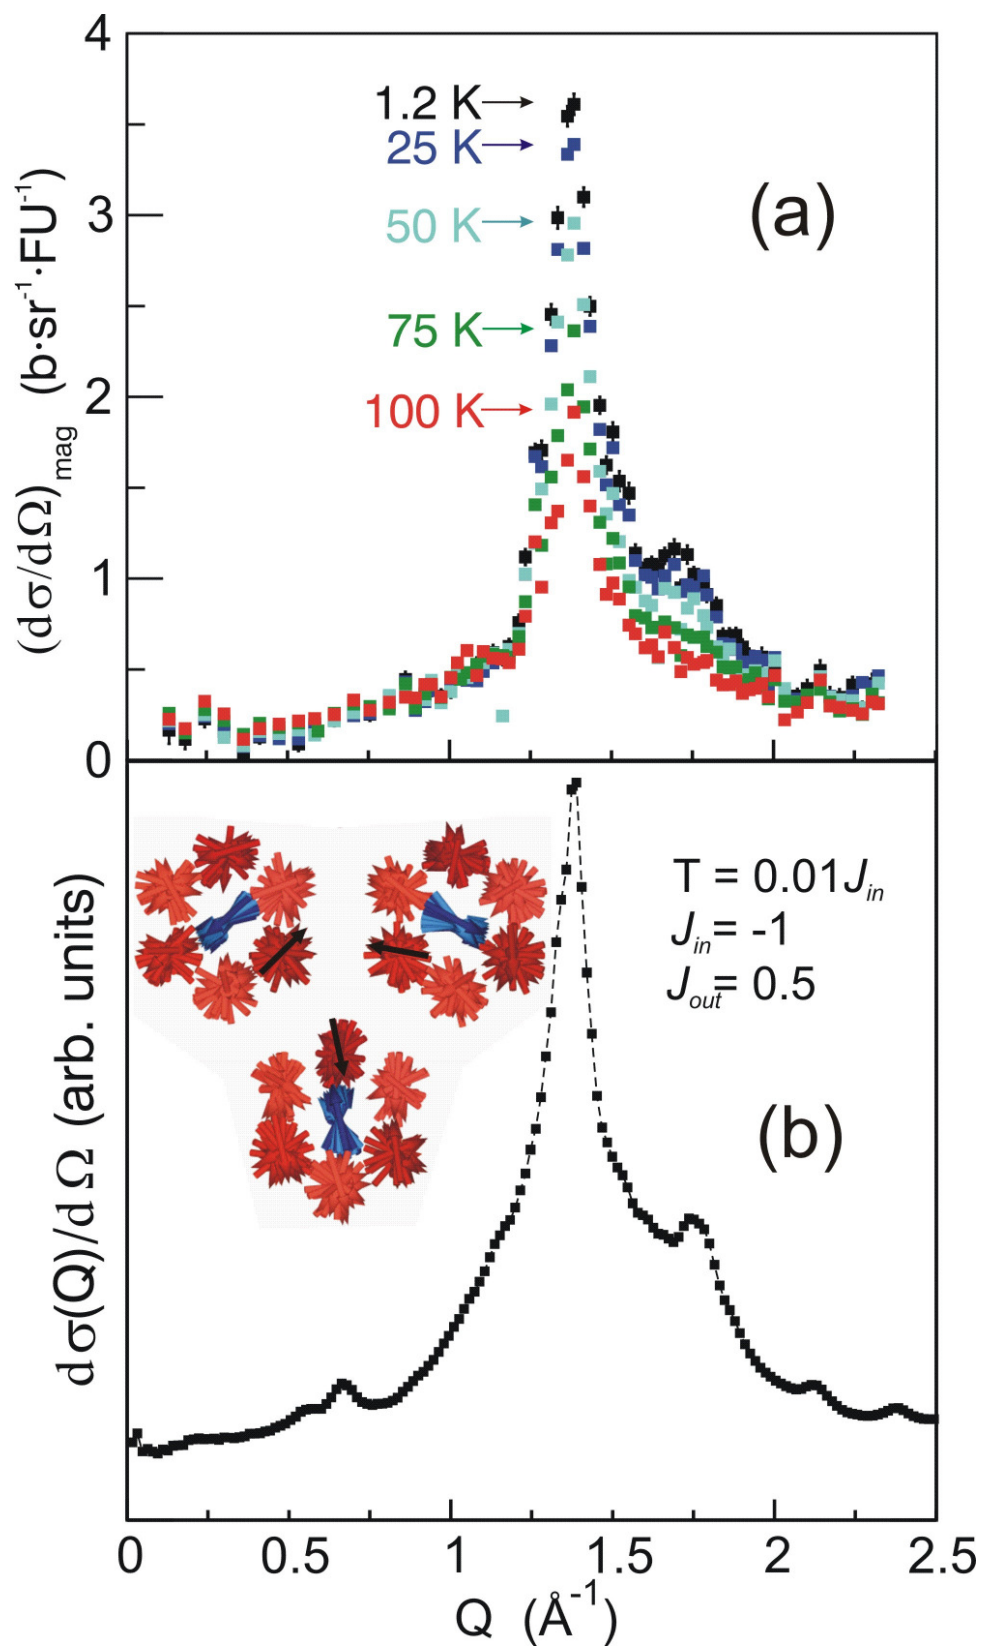 4
3
2
1
0
(dσ/dΩ)mag (b·sr⁻¹·FU⁻¹)
1.2 K
25 K
50 K
75 K
100 K
(a)
dσ(Q)/dΩ (arb. units)
T = 0.01Jin
Jin= -1
Jout= 0.5
(b)
0 0.5 1 1.5 2 2.5
Q (Å⁻¹)